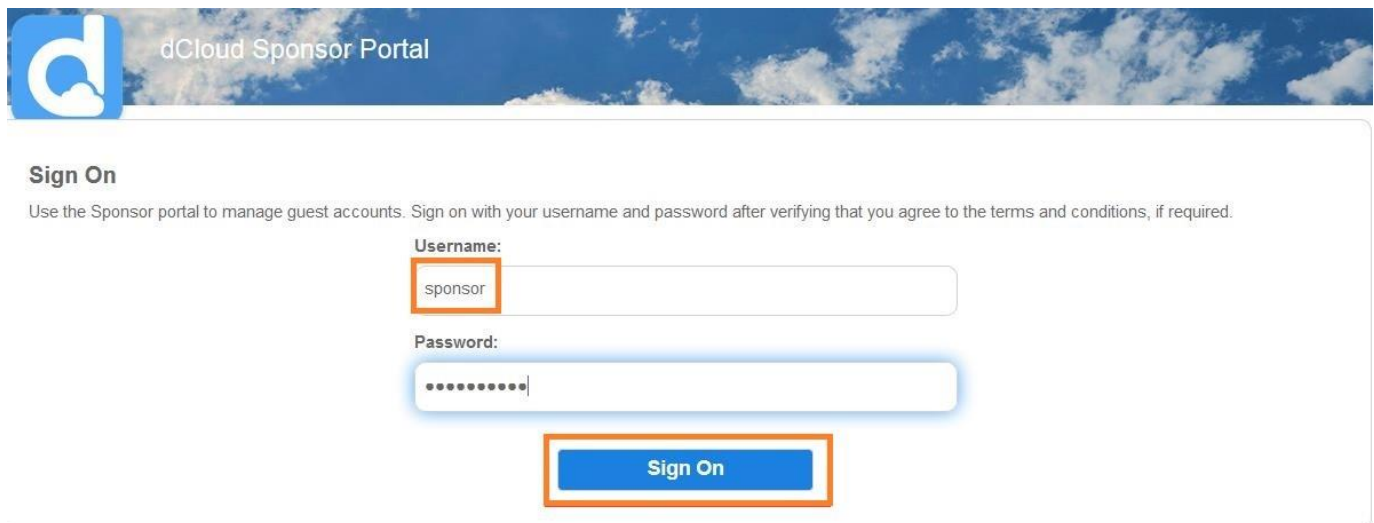 dCloud Sponsor Portal
Sign On
Use the Sponsor portal to manage guest accounts. Sign on with your username and password after verifying that you agree to the terms and conditions, if required.
Username:
sponsor
Password:
••••••••••
Sign On